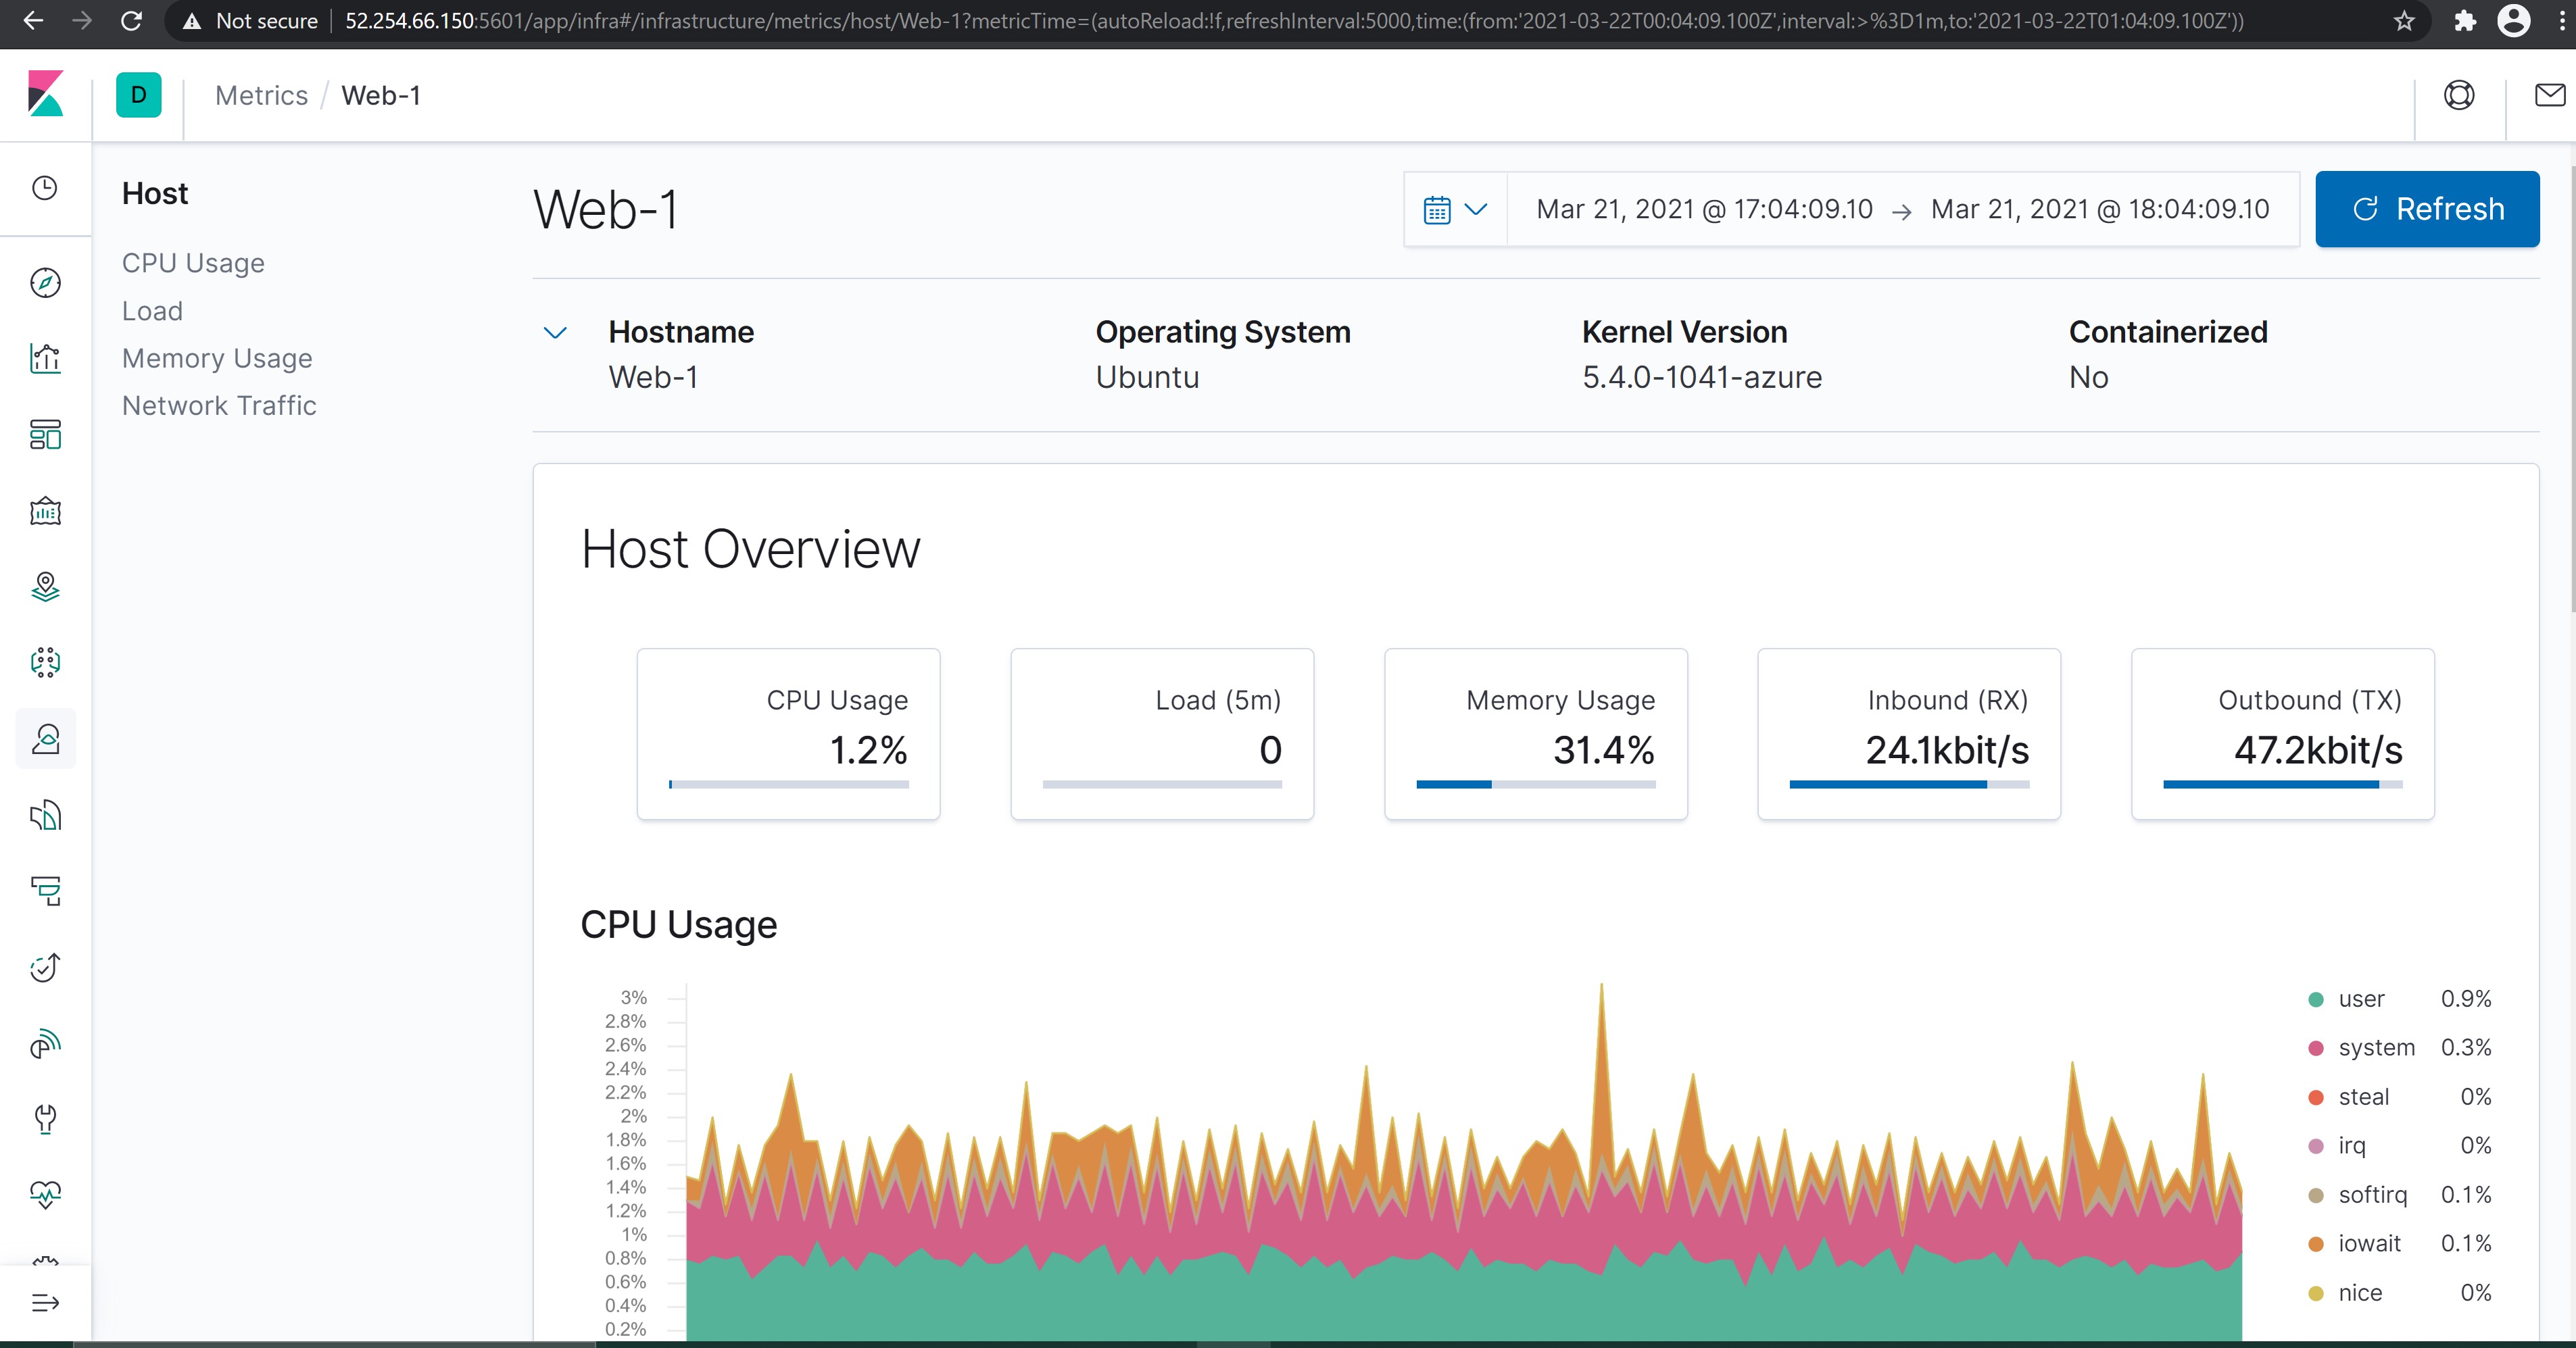 Not secure 52.254.66.150:5601/app/infra#/infrastructure/metrics/host/Web-1?metricTime=(autoReload:!f,refreshInterval:5000,time:(from:'2021-03-22T00:04:09.100Z',interval:>%3D1m,to:'2021-03-22T01:04:09.100Z'))
D Metrics / Web-1
Host
CPU Usage
Load
Memory Usage
Network Traffic
Web-1
Mar 21, 2021 @ 17:04:09.10 → Mar 21, 2021 @ 18:04:09.10
Refresh
Hostname Operating System Kernel Version Containerized
Web-1 Ubuntu 5.4.0-1041-azure No
Host Overview
CPU Usage Load (5m) Memory Usage Inbound (RX) Outbound (TX)
1.2% 0 31.4% 24.1kbit/s 47.2kbit/s
CPU Usage
3%
2.8%
2.6%
2.4%
2.2%
2%
1.8%
1.6%
1.4%
1.2%
1%
0.8%
0.6%
0.4%
0.2%
user 0.9%
system 0.3%
steal 0%
irq 0%
softirq 0.1%
iowait 0.1%
nice 0%